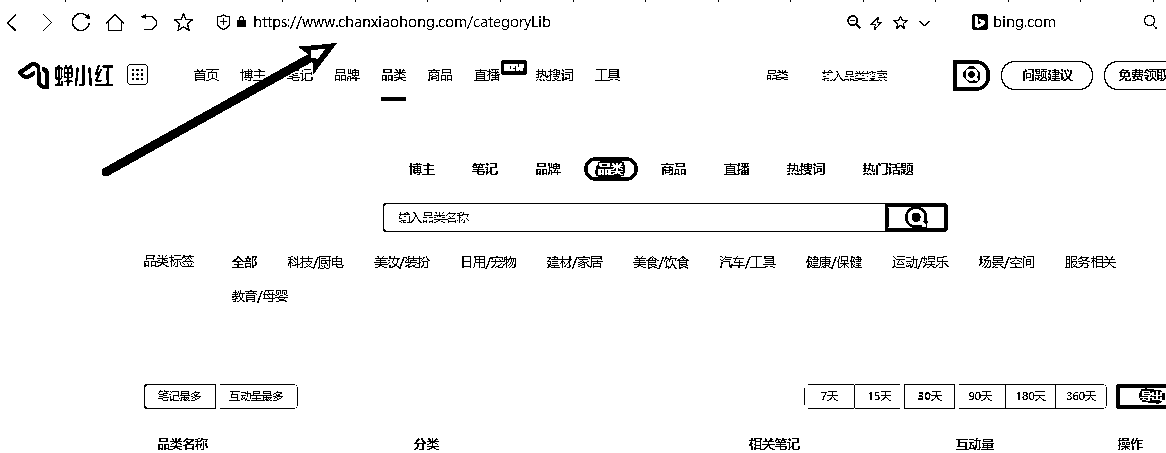 https://www.chanxiaohong.com/categoryLib bing.com
蝉小红 首页 博主 笔记 品牌 品类 商品 直播 热搜词 工具 品类 输入品类搜索 问题建议 免费领取
博主 笔记 品牌 品类 商品 直播 热搜词 热门话题
输入品类名称
品类标签 全部 科技/厨电 美妆/装扮 日用/宠物 建材/家居 美食/饮食 汽车/工具 健康/保健 运动/娱乐 场景/空间 服务相关
教育/母婴
笔记最多 互动量最多 7天 15天 30天 90天 180天 360天 导出
品类名称 分类 相关笔记 互动量 操作